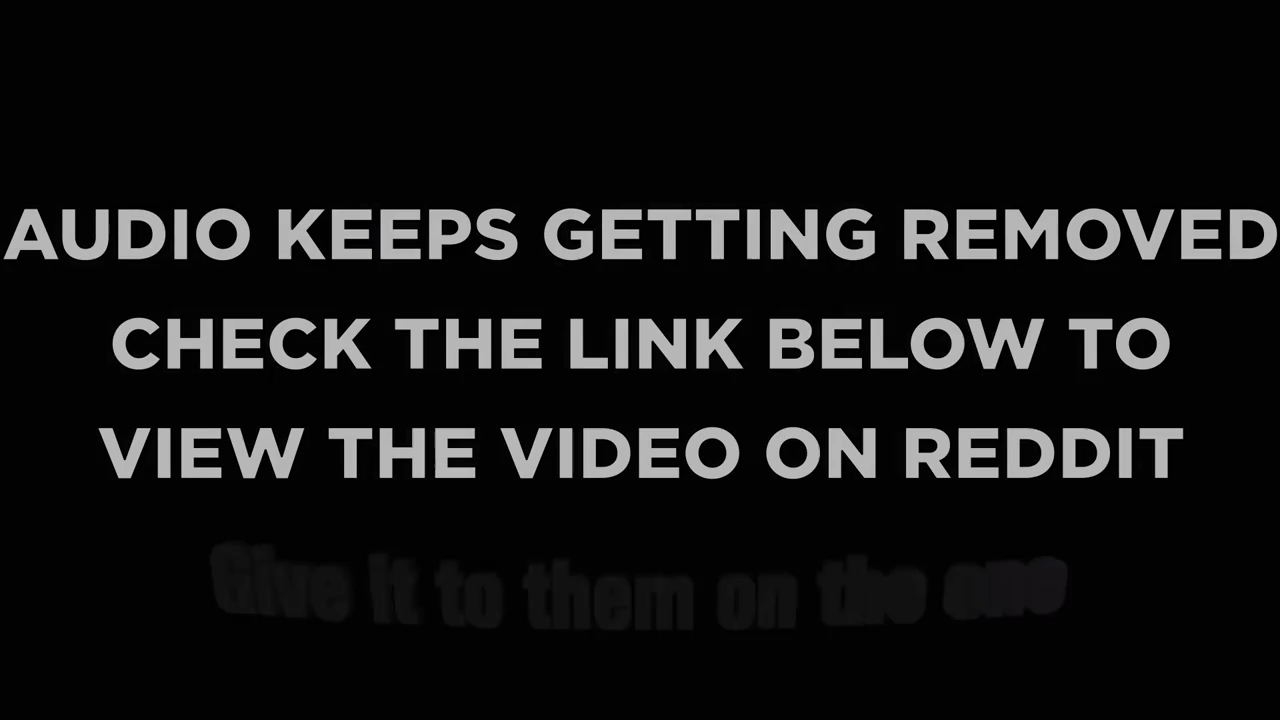 AUDIO KEEPS GETTING REMOVED
CHECK THE LINK BELOW TO
VIEW THE VIDEO ON REDDIT
Give it to them on the one